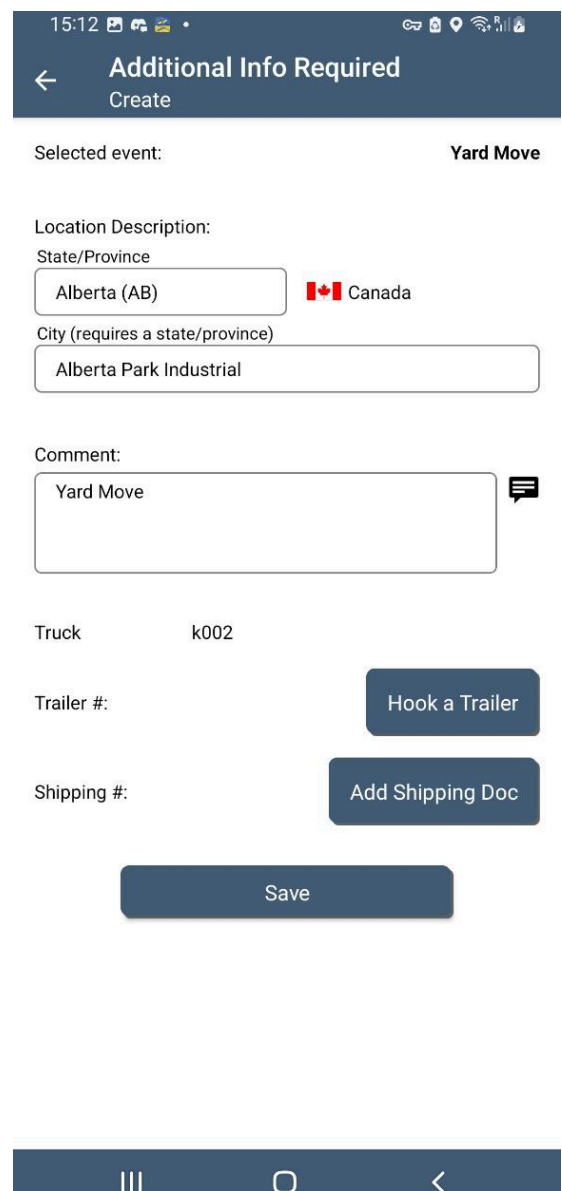 15:12
Additional Info Required
Create
Selected event: Yard Move
Location Description:
State/Province
Alberta (AB) Canada
City (requires a state/province)
Alberta Park Industrial
Comment:
Yard Move
Truck k002
Trailer #: Hook a Trailer
Shipping #: Add Shipping Doc
Save